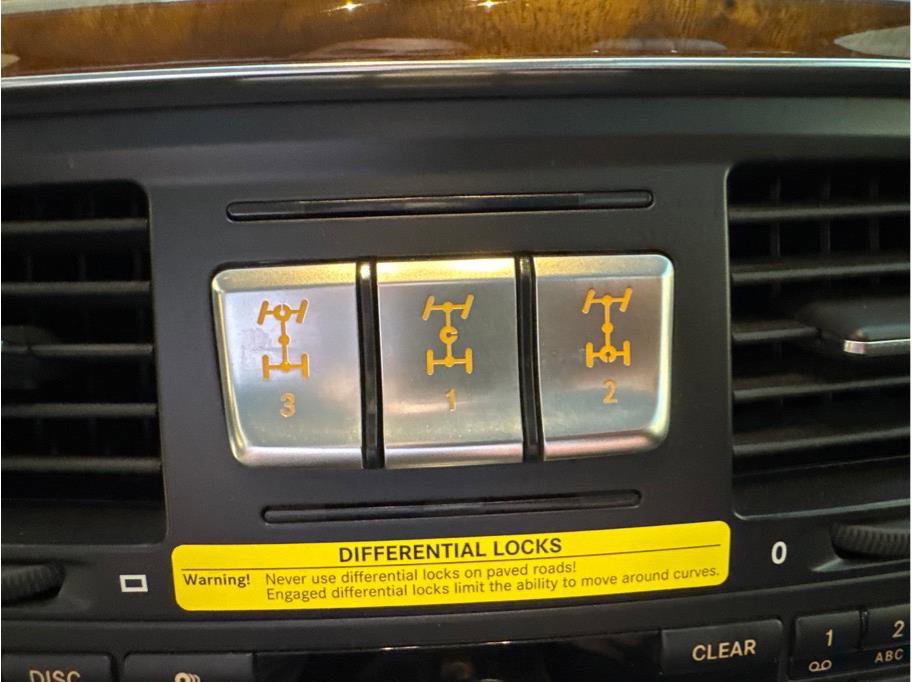 3 1 2
DIFFERENTIAL LOCKS
Warning! Never use differential locks on paved roads!
Engaged differential locks limit the ability to move around curves.
0
DISC
CLEAR
1
2
ABC